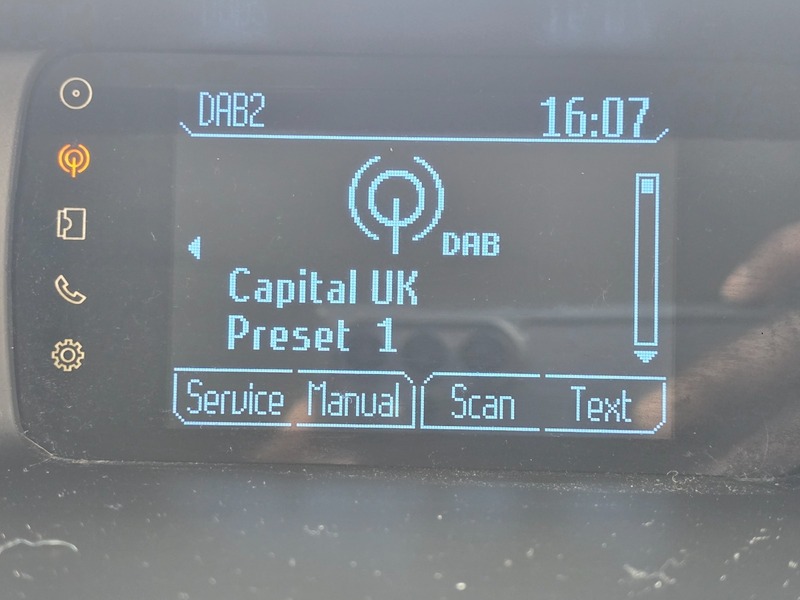 DAB2 16:07
DAB
Capital UK
Preset 1
Service Manual Scan Text